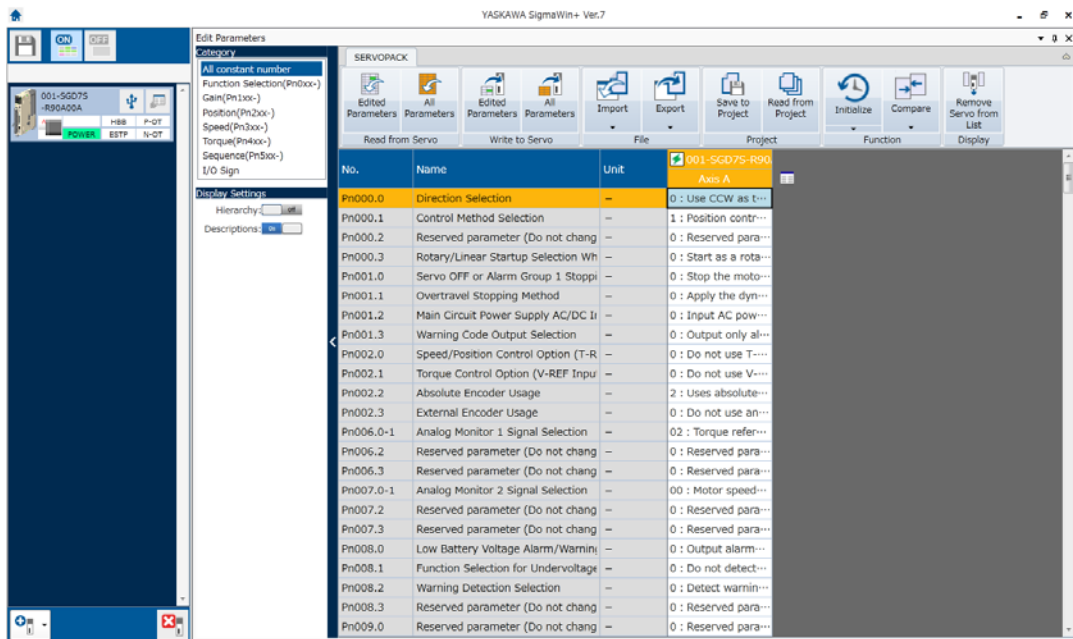 YASKAWA SigmaWin+ Ver.7
ON
OFF
001-SGD7S
-R90A00A
HBB P-OT
POWER ESTP N-OT
Edit Parameters
Category
All constant number
Function Selection(Pn0xx-)
Gain(Pn1xx-)
Position(Pn2xx-)
Speed(Pn3xx-)
Torque(Pn4xx-)
Sequence(Pn5xx-)
I/O Sign
Display Settings
Hierarchy: Off
Descriptions: On
SERVOPACK
Edited Parameters
All Parameters
Read from Servo
Edited Parameters
All Parameters
Write to Servo
Import
Export
File
Save to Project
Read from Project
Project
Initialize
Compare
Function
Remove Servo from List
Display
No. Name Unit 001-SGD7S-R90
Axis A
Pn000.0 Direction Selection – 0 : Use CCW as t···
Pn000.1 Control Method Selection – 1 : Position contr···
Pn000.2 Reserved parameter (Do not chang – 0 : Reserved para···
Pn000.3 Rotary/Linear Startup Selection Wh – 0 : Start as a rota···
Pn001.0 Servo OFF or Alarm Group 1 Stoppi – 0 : Stop the moto···
Pn001.1 Overtravel Stopping Method – 0 : Apply the dyn···
Pn001.2 Main Circuit Power Supply AC/DC I – 0 : Input AC pow···
Pn001.3 Warning Code Output Selection – 0 : Output only al···
Pn002.0 Speed/Position Control Option (T-R – 0 : Do not use T-···
Pn002.1 Torque Control Option (V-REF Inpu – 0 : Do not use V-···
Pn002.2 Absolute Encoder Usage – 2 : Uses absolute···
Pn002.3 External Encoder Usage – 0 : Do not use an···
Pn006.0-1 Analog Monitor 1 Signal Selection – 02 : Torque refer···
Pn006.2 Reserved parameter (Do not chang – 0 : Reserved para···
Pn006.3 Reserved parameter (Do not chang – 0 : Reserved para···
Pn007.0-1 Analog Monitor 2 Signal Selection – 00 : Motor speed···
Pn007.2 Reserved parameter (Do not chang – 0 : Reserved para···
Pn007.3 Reserved parameter (Do not chang – 0 : Reserved para···
Pn008.0 Low Battery Voltage Alarm/Warnin – 0 : Output alarm···
Pn008.1 Function Selection for Undervoltage – 0 : Do not detect···
Pn008.2 Warning Detection Selection – 0 : Detect warnin···
Pn008.3 Reserved parameter (Do not chang – 0 : Reserved para···
Pn009.0 Reserved parameter (Do not chang – 0 : Reserved para···